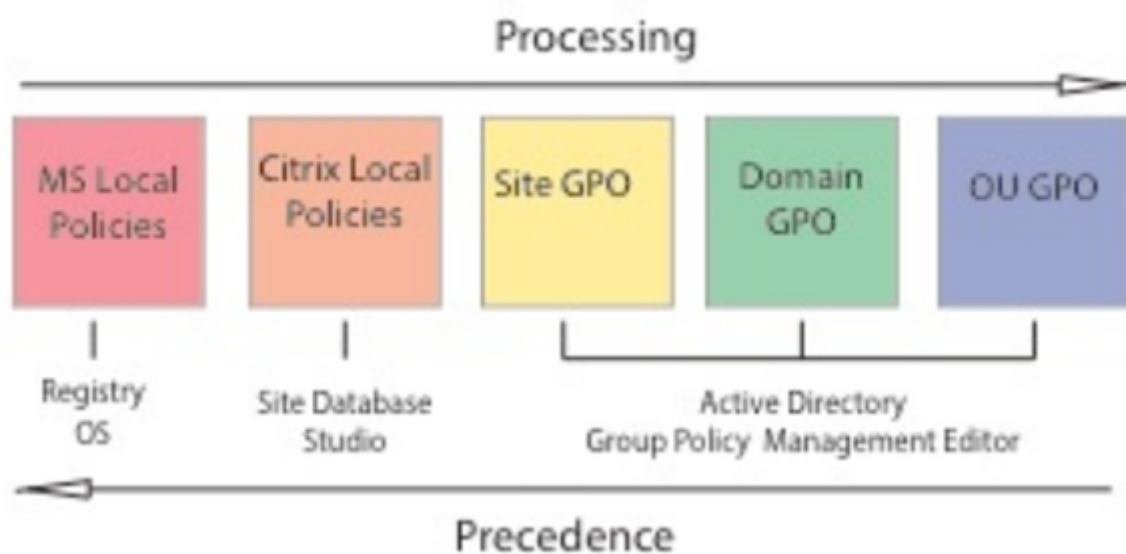 Processing
MS Local
Policies
Citrix Local
Policies
Site GPO
Domain
GPO
OU GPO
Registry
OS
Site Database
Studio
Active Directory
Group Policy Management Editor
Precedence